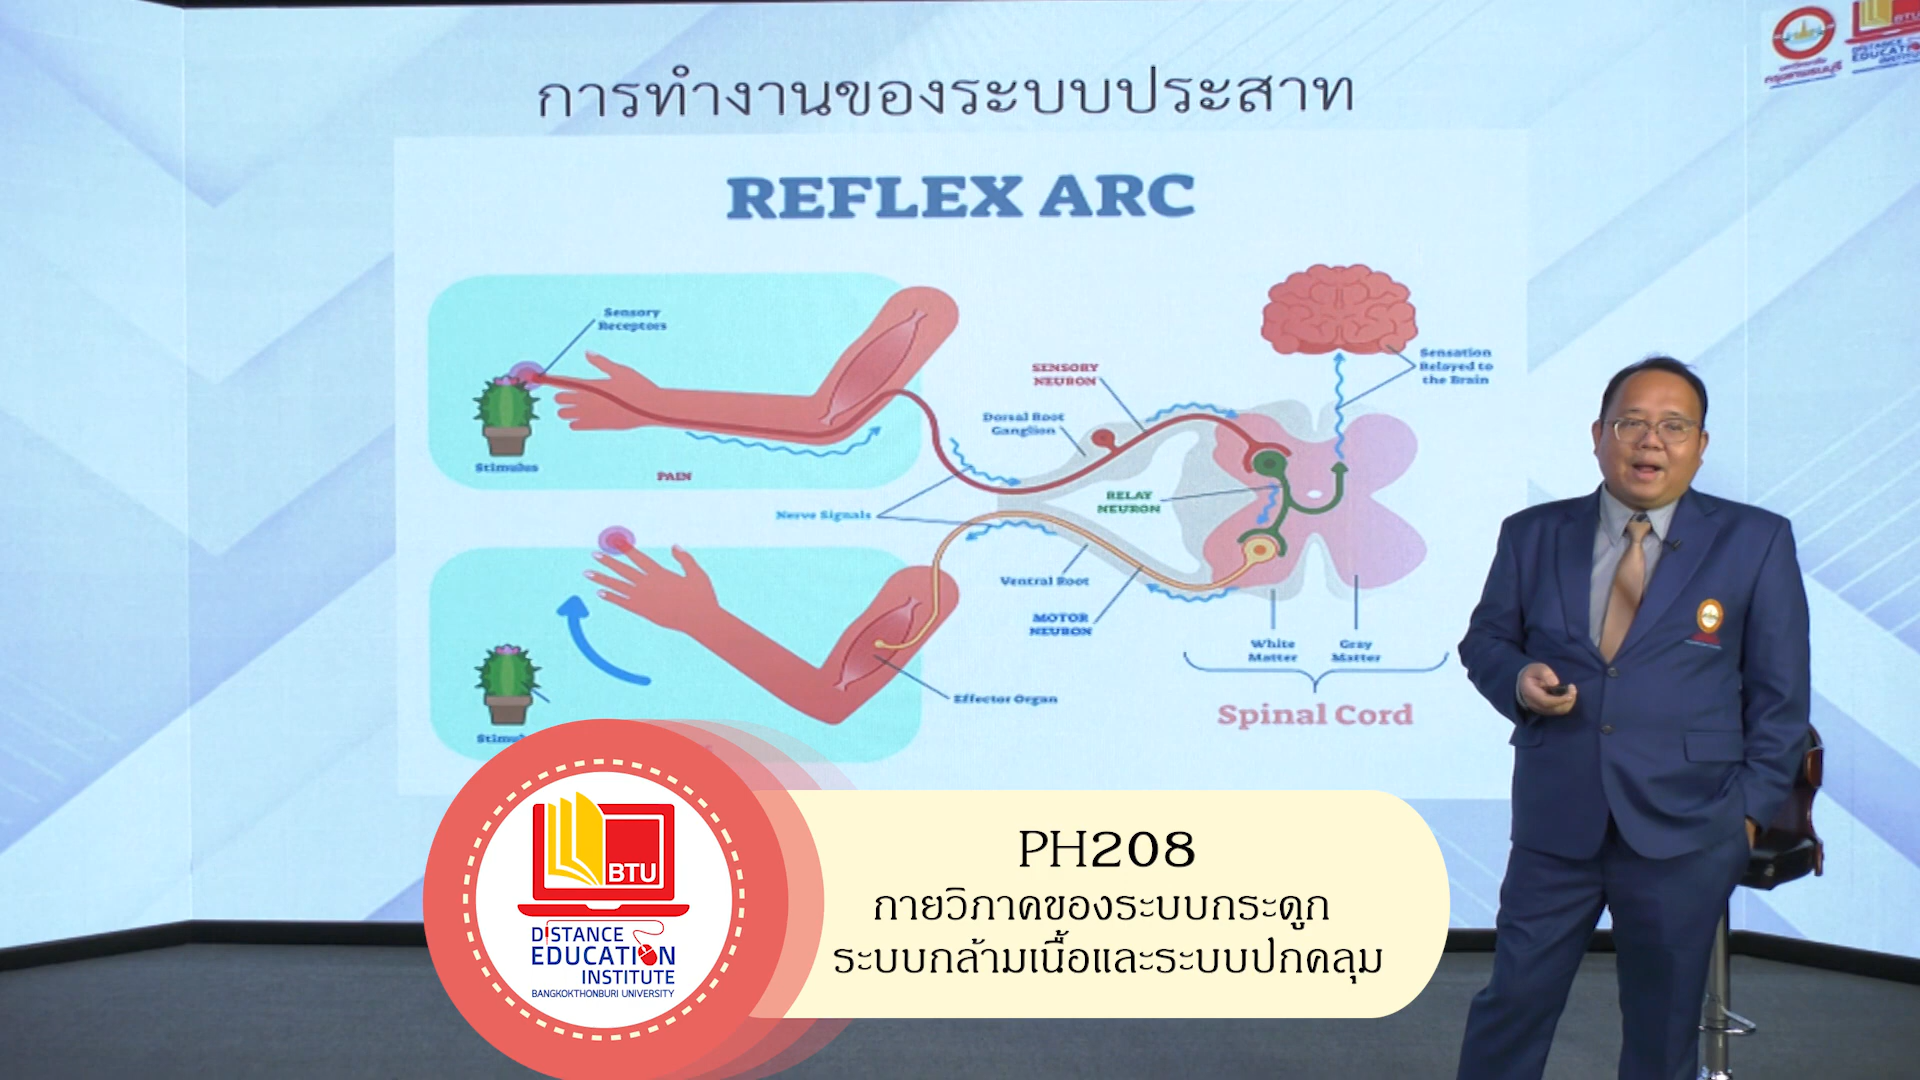 การทำงานของระบบประสาท
REFLEX ARC
Sensory
Receptors
Stimulus
PAIN
Nerve Signals
SENSORY
NEURON
Dorsal Root
Ganglion
RELAY
NEURON
Sensation
Relayed to
the Brain
Ventral Root
MOTOR
NEURON
White
Matter
Gray
Matter
Spinal Cord
Effector Organ
BTU
DISTANCE
EDUCATION
INSTITUTE
BANGKOKTHONBURI UNIVERSITY
PH208
กายวิภาคของระบบกระดูก
ระบบกล้ามเนื้อและระบบปกคลุม